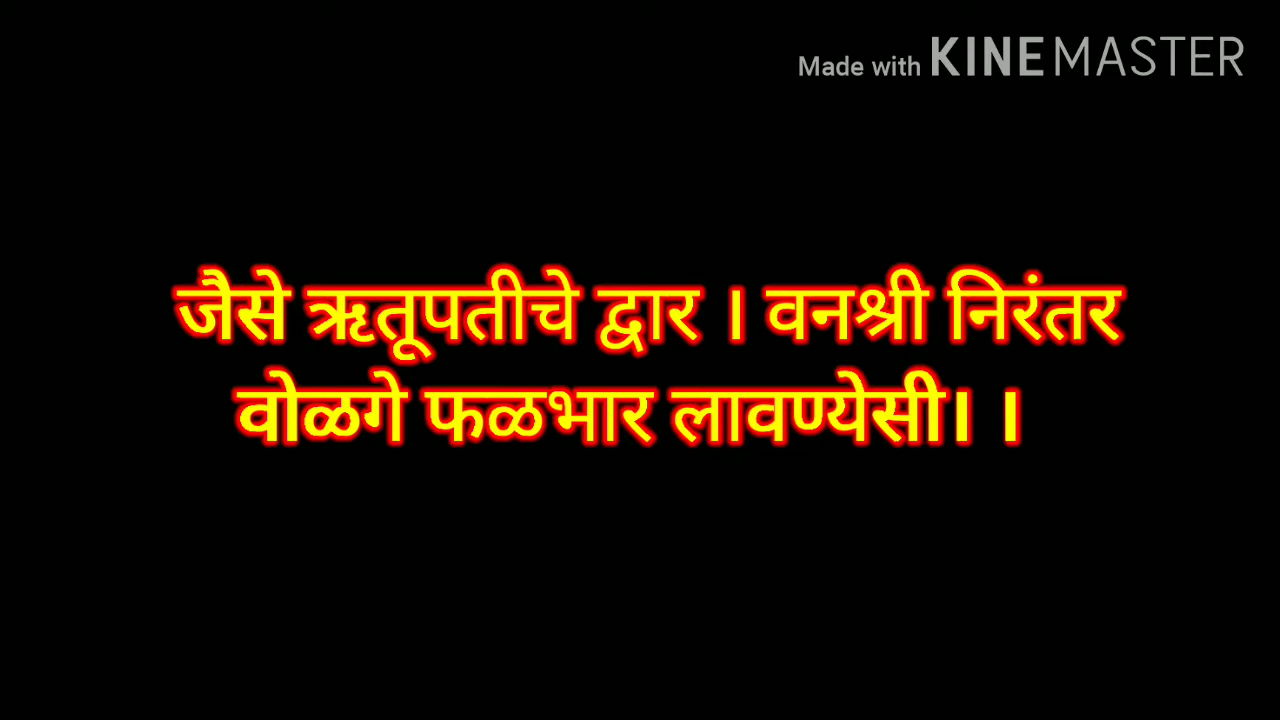 Made with KINEMASTER
जैसे ऋतूपतीचे द्वार । वनश्री निरंतर
वोळगे फळभार लावण्येसी। ।